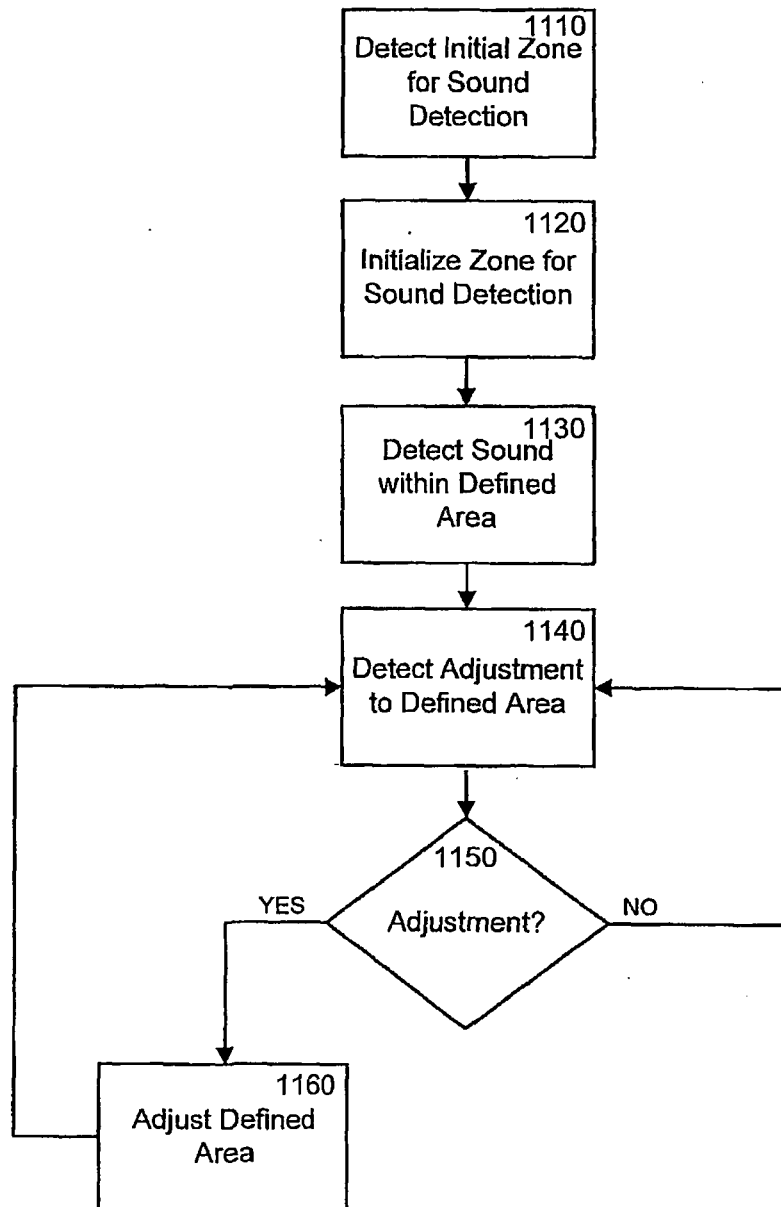 1110
Detect Initial Zone
for Sound
Detection
1120
Initialize Zone for
Sound Detection
1130
Detect Sound
within Defined
Area
1140
Detect Adjustment
to Defined Area
1150
Adjustment?
YES
NO
1160
Adjust Defined
Area